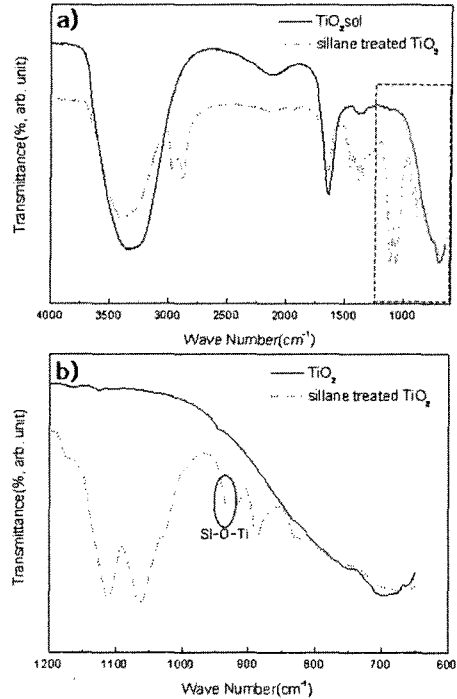 a)
TiO₂sol
sillane treated TiO₂
Transmittance(%, arb. unit)
4000 3500 3000 2500 2000 1500 1000
Wave Number(cm⁻¹)
b)
TiO₂
sillane treated TiO₂
Transmittance(%, arb. unit)
Si-O-Ti
1200 1100 1000 900 800 700 600
Wave Number(cm⁻¹)